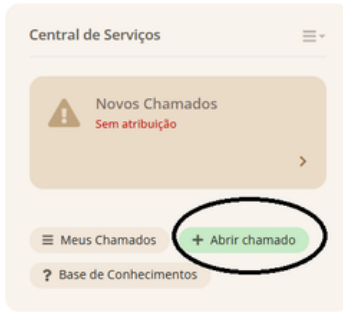 Central de Serviços
Novos Chamados
Sem atribuição
Meus Chamados
+ Abrir chamado
? Base de Conhecimentos